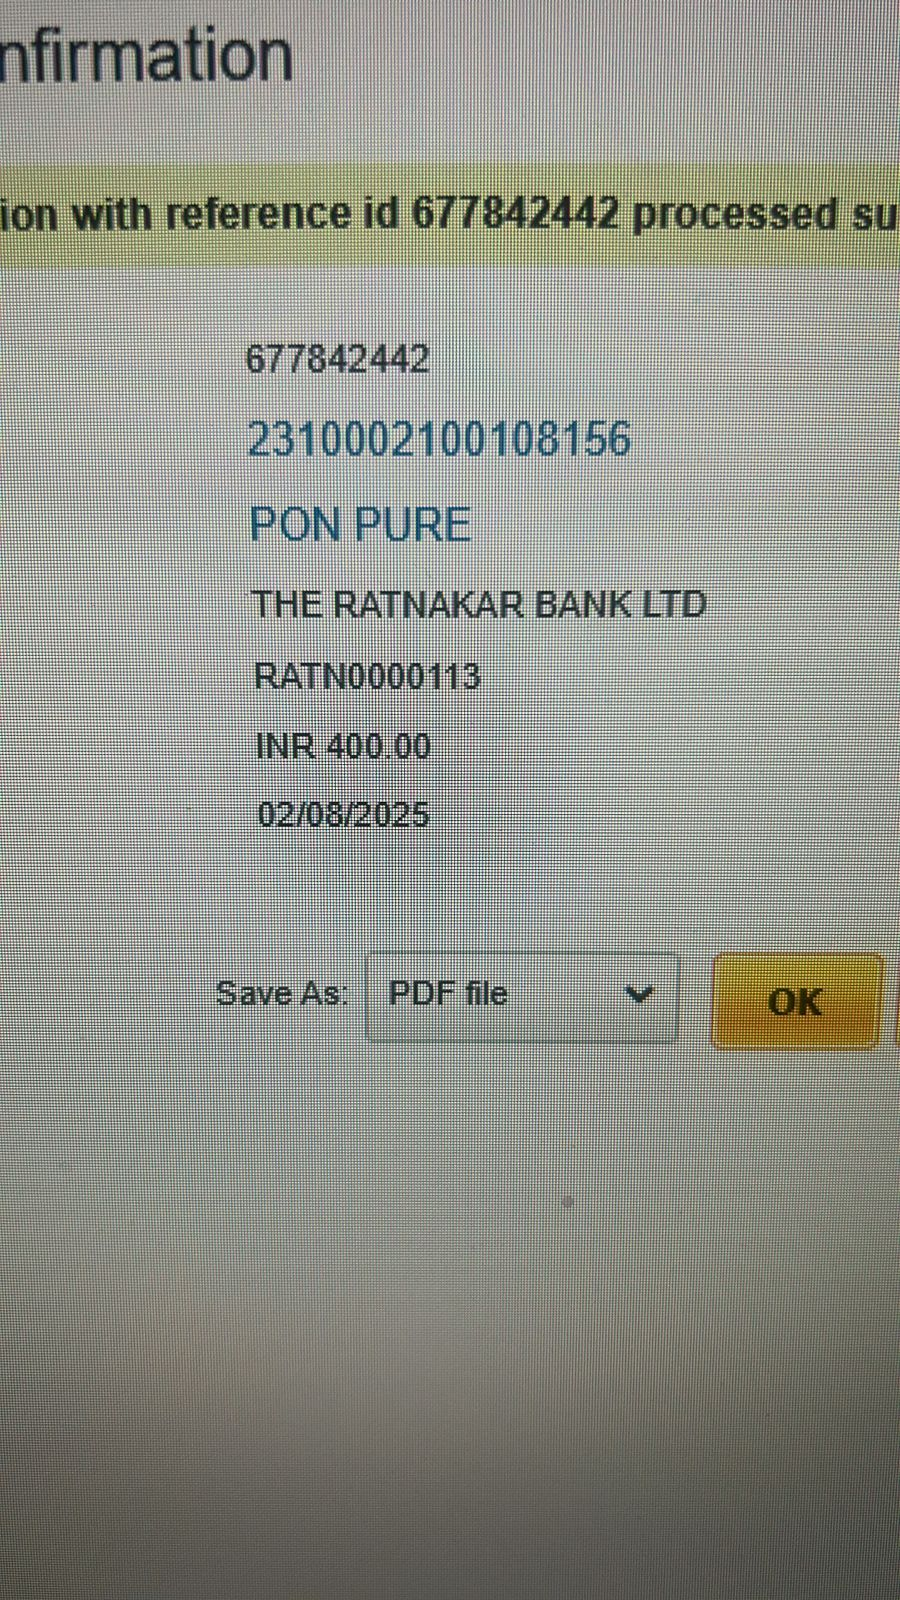 nfirmation
ion with reference id 677842442 processed su
677842442
2310002100108156
PON PURE
THE RATNAKAR BANK LTD
RATN0000113
INR 400.00
02/08/2025
Save As: PDF file OK